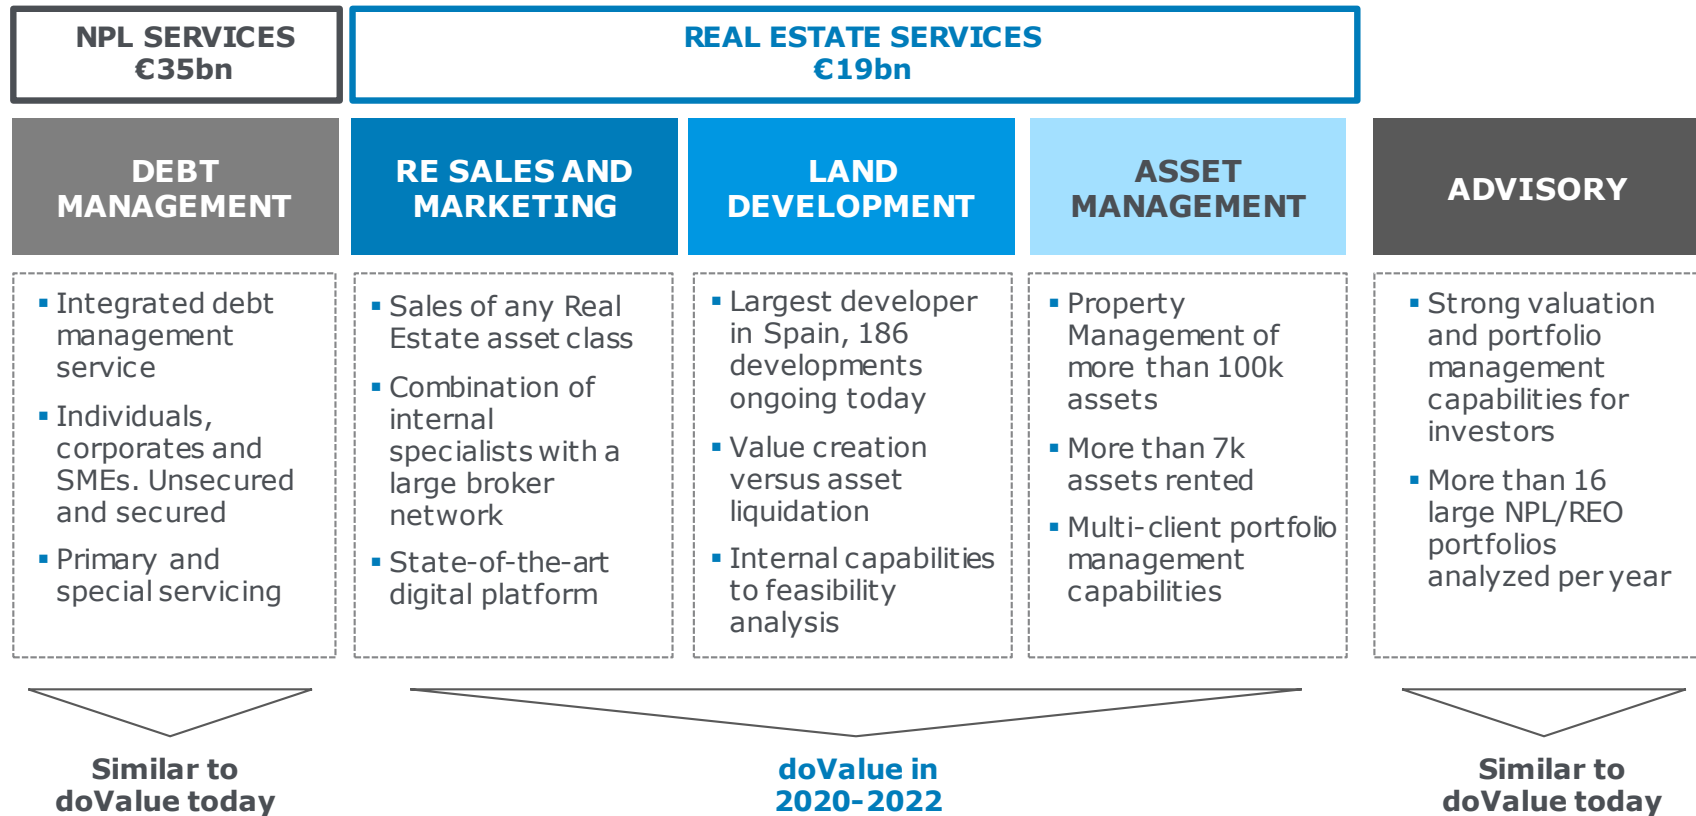 NPL SERVICES
€35bn
REAL ESTATE SERVICES
€19bn
DEBT
MANAGEMENT
RE SALES AND
MARKETING
LAND
DEVELOPMENT
ASSET
MANAGEMENT
ADVISORY
▪ Integrated debt
management
service
▪ Individuals,
corporates and
SMEs. Unsecured
and secured
▪ Primary and
special servicing
▪ Sales of any Real
Estate asset class
▪ Combination of
internal
specialists with a
large broker
network
▪ State-of-the-art
digital platform
▪ Largest developer
in Spain, 186
developments
ongoing today
▪ Value creation
versus asset
liquidation
▪ Internal capabilities
to feasibility
analysis
▪ Property
Management of
more than 100k
assets
▪ More than 7k
assets rented
▪ Multi-client portfolio
management
capabilities
▪ Strong valuation
and portfolio
management
capabilities for
investors
▪ More than 16
large NPL/REO
portfolios
analyzed per year
Similar to
doValue today
doValue in
2020-2022
Similar to
doValue today